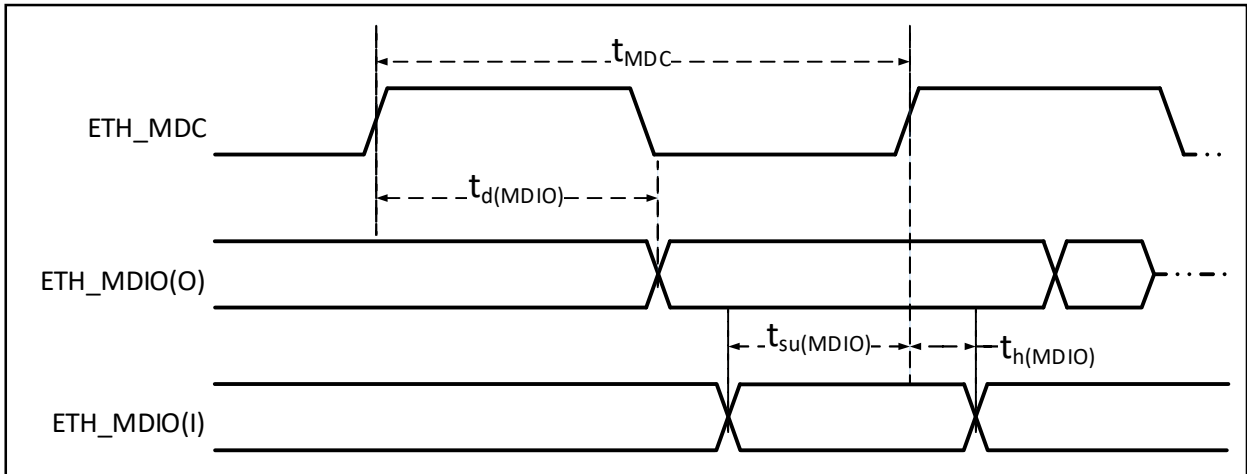 tMDC
ETH_MDC
td(MDIO)
ETH_MDIO(O)
tsu(MDIO)
th(MDIO)
ETH_MDIO(I)